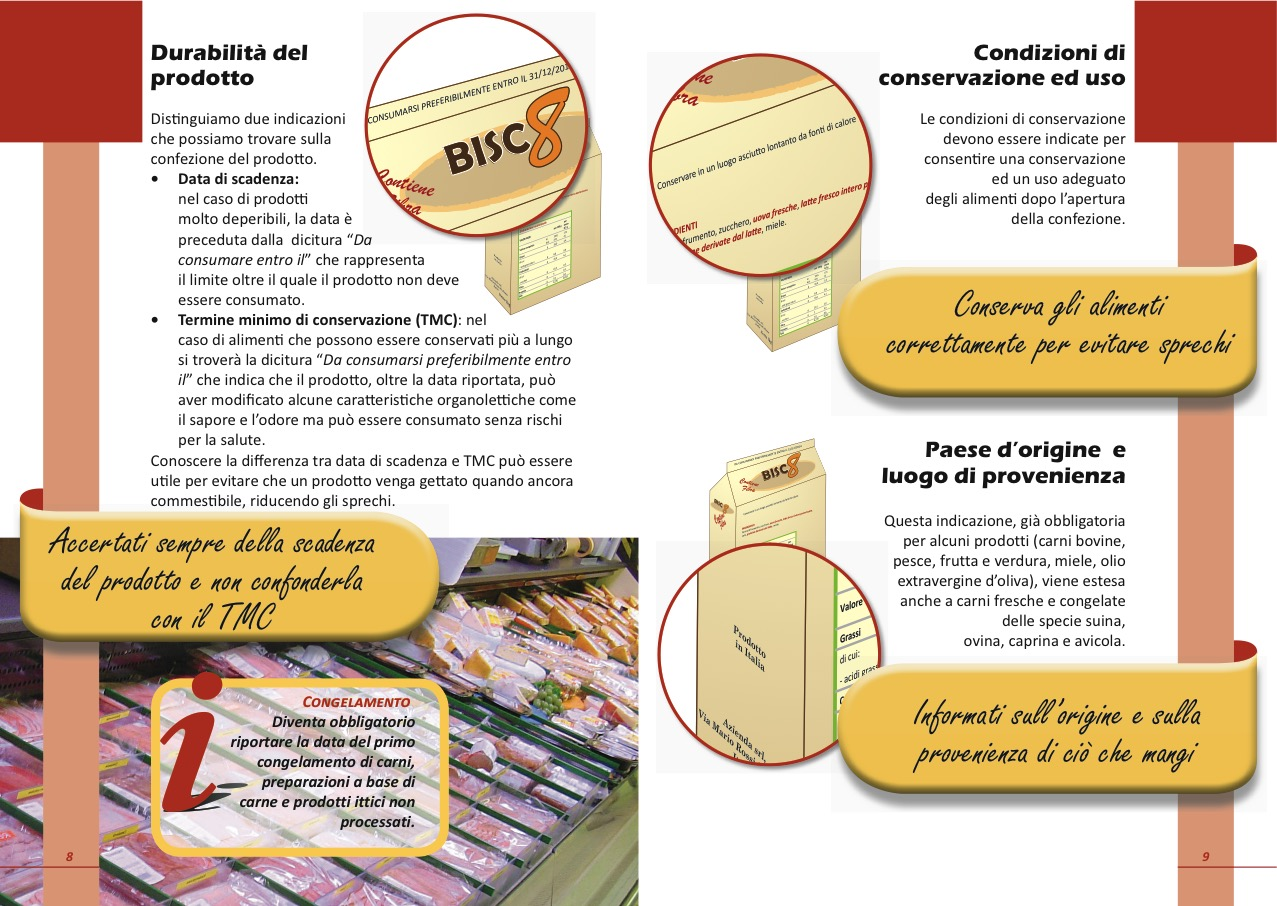 Durabilità del
prodotto
Distinguiamo due indicazioni
che possiamo trovare sulla
confezione del prodotto.
• Data di scadenza:
nel caso di prodotti
molto deperibili, la data è
preceduta dalla dicitura “Da
consumare entro il” che rappresenta
il limite oltre il quale il prodotto non deve
essere consumato.
• Termine minimo di conservazione (TMC): nel
caso di alimenti che possono essere conservati più a lungo
si troverà la dicitura “Da consumarsi preferibilmente entro
il” che indica che il prodotto, oltre la data riportata, può
aver modificato alcune caratteristiche organolettiche come
il sapore e l’odore ma può essere consumato senza rischi
per la salute.
Conoscere la differenza tra data di scadenza e TMC può essere
utile per evitare che un prodotto venga gettato quando ancora
commestibile, riducendo gli sprechi.
CONSUMARSI PREFERIBILMENTE ENTRO IL 31/12/20
BISC8
Contiene
Accertati sempre della scadenza
del prodotto e non confonderla
con il TMC
i
CONGELAMENTO
Diventa obbligatorio
riportare la data del primo
congelamento di carni,
preparazioni a base di
carne e prodotti ittici non
processati.
8
Condizioni di
conservazione ed uso
Le condizioni di conservazione
devono essere indicate per
consentire una conservazione
ed un uso adeguato
degli alimenti dopo l’apertura
della confezione.
Conservare in un luogo asciutto lontanto da fonti di calore
DIENTI
frumento, zucchero, uova fresche, latte fresco intero p
ne derivate dal latte, miele.
Conserva gli alimenti
correttamente per evitare sprechi
Paese d’origine e
luogo di provenienza
Questa indicazione, già obbligatoria
per alcuni prodotti (carni bovine,
pesce, frutta e verdura, miele, olio
extravergine d’oliva), viene estesa
anche a carni fresche e congelate
delle specie suina,
ovina, caprina e avicola.
BISC8
Contiene
Fibra
Prodotto
in Italia
Azienda srl,
Via Mario Rossi
Valore
Grassi
di cui:
- acidi grass
Informati sull’origine e sulla
provenienza di ciò che mangi
9